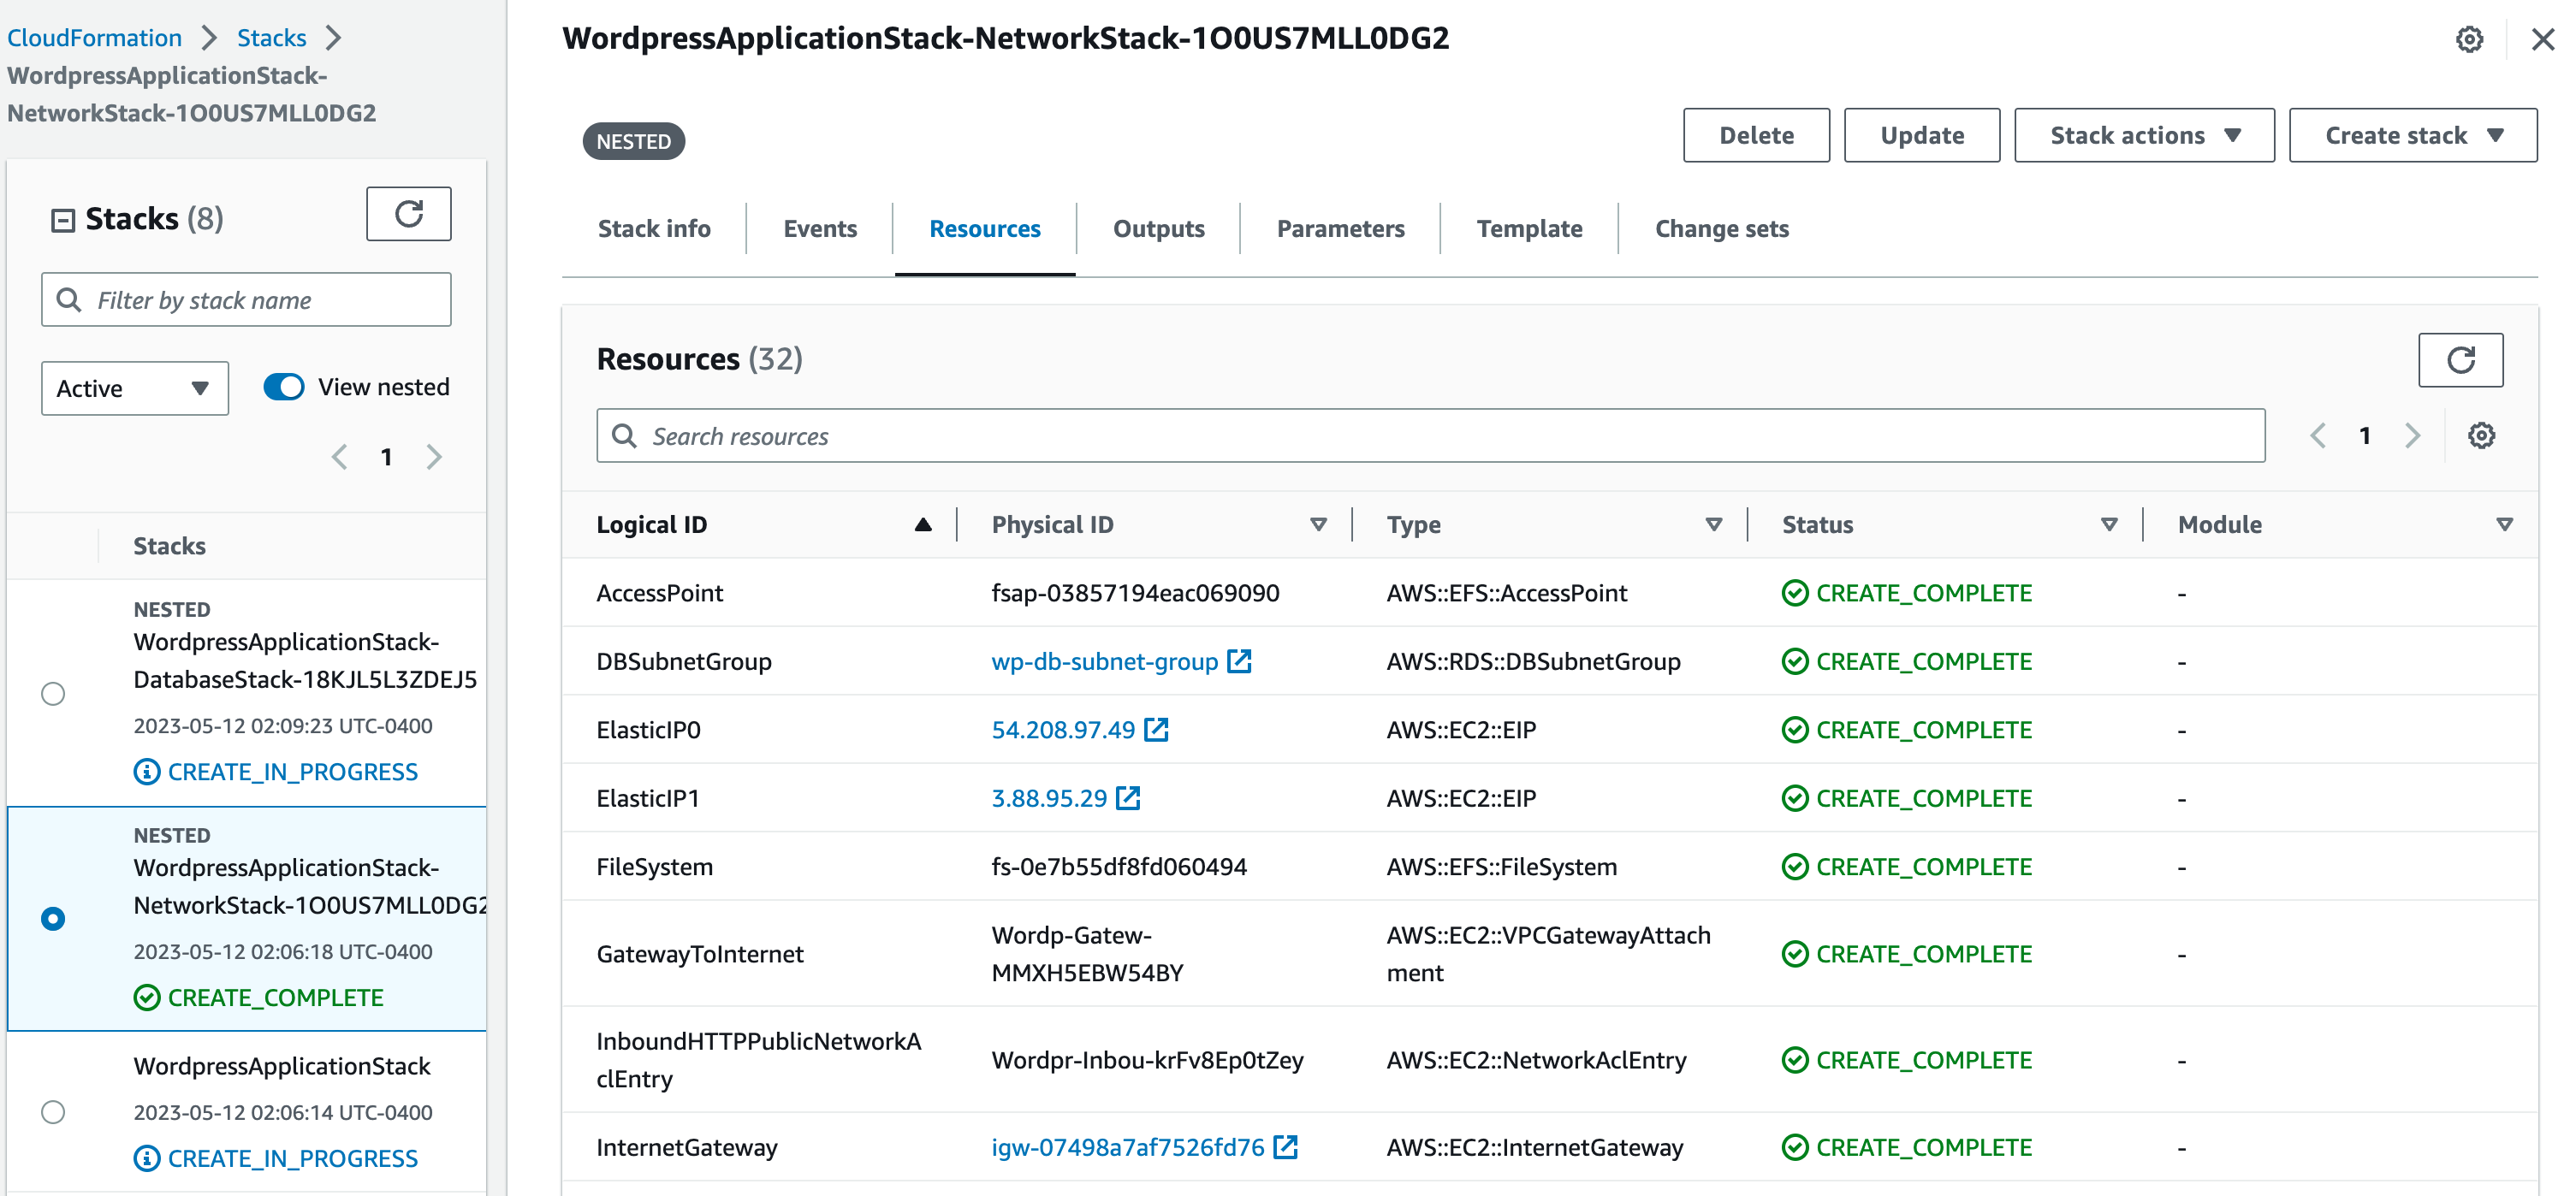 CloudFormation > Stacks >
WordpressApplicationStack-
NetworkStack-1O0US7MLL0DG2
Stacks (8)
Filter by stack name
Active
View nested
1
Stacks
NESTED
WordpressApplicationStack-
DatabaseStack-18KJL5L3ZDEJ5
2023-05-12 02:09:23 UTC-0400
CREATE_IN_PROGRESS
NESTED
WordpressApplicationStack-
NetworkStack-1O0US7MLL0DG2
2023-05-12 02:06:18 UTC-0400
CREATE_COMPLETE
WordpressApplicationStack
2023-05-12 02:06:14 UTC-0400
CREATE_IN_PROGRESS
WordpressApplicationStack-NetworkStack-1O0US7MLL0DG2
NESTED
Delete Update Stack actions Create stack
Stack info Events Resources Outputs Parameters Template Change sets
Resources (32)
Search resources
1
Logical ID Physical ID Type Status Module
AccessPoint fsap-03857194eac069090 AWS::EFS::AccessPoint CREATE_COMPLETE -
DBSubnetGroup wp-db-subnet-group AWS::RDS::DBSubnetGroup CREATE_COMPLETE -
ElasticIP0 54.208.97.49 AWS::EC2::EIP CREATE_COMPLETE -
ElasticIP1 3.88.95.29 AWS::EC2::EIP CREATE_COMPLETE -
FileSystem fs-0e7b55df8fd060494 AWS::EFS::FileSystem CREATE_COMPLETE -
GatewayToInternet Wordp-Gatew-
MMXH5EBW54BY AWS::EC2::VPCGatewayAttach
ment CREATE_COMPLETE -
InboundHTTPPublicNetworkA
clEntry Wordpr-Inbou-krFv8Ep0tZey AWS::EC2::NetworkAclEntry CREATE_COMPLETE -
InternetGateway igw-07498a7af7526fd76 AWS::EC2::InternetGateway CREATE_COMPLETE -